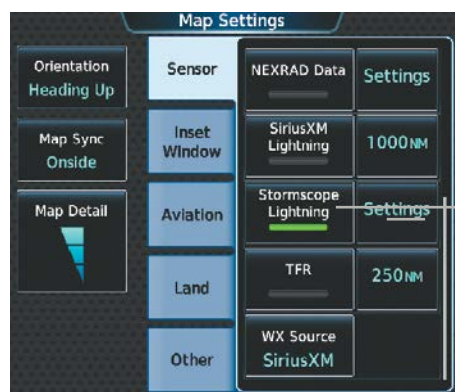 Map Settings
Orientation
Heading Up
Map Sync
Onside
Map Detail
Sensor
Inset
Window
Aviation
Land
Other
NEXRAD Data
Settings
SiriusXM
Lightning
1000NM
Stormscope
Lightning
Settings
TFR
250NM
WX Source
SiriusXM